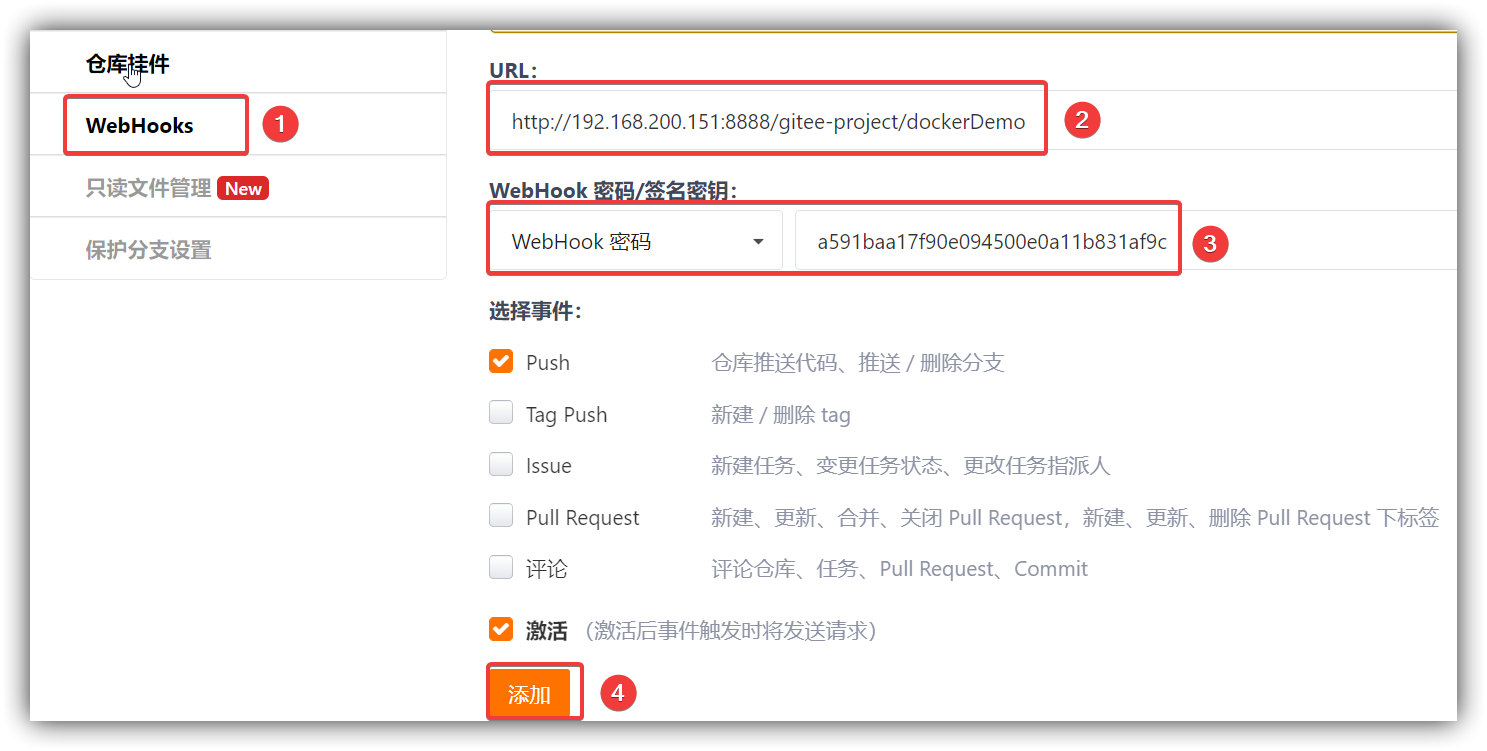 仓库挂件
WebHooks 1
只读文件管理 New
保护分支设置
URL:
http://192.168.200.151:8888/gitee-project/dockerDemo 2
WebHook 密码/签名密钥:
WebHook 密码 a591baa17f90e094500e0a11b831af9c 3
选择事件:
Push 仓库推送代码、推送 / 删除分支
Tag Push 新建 / 删除 tag
Issue 新建任务、变更任务状态、更改任务指派人
Pull Request 新建、更新、合并、关闭 Pull Request，新建、更新、删除 Pull Request 下标签
评论 评论仓库、任务、Pull Request、Commit
激活 （激活后事件触发时将发送请求）
添加 4